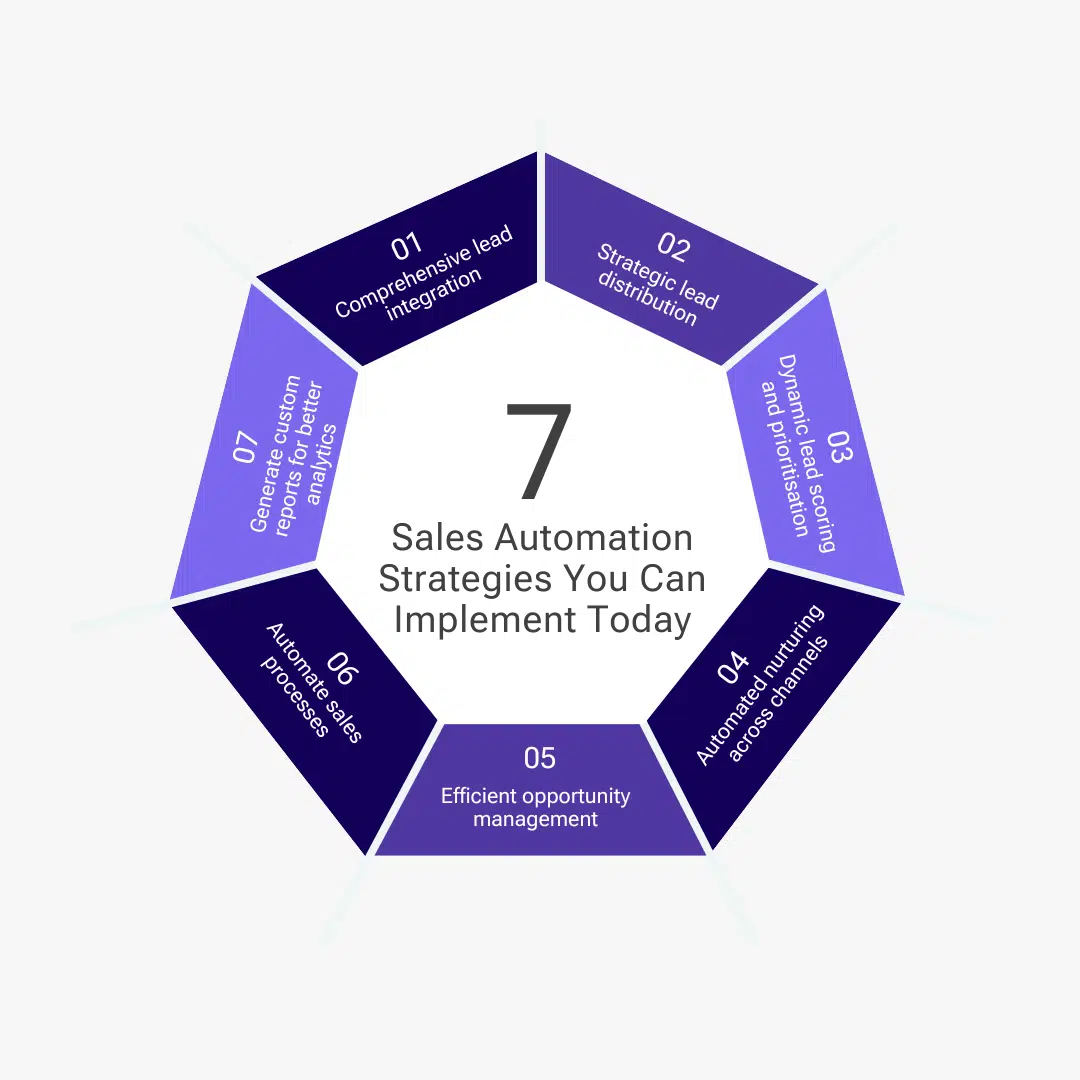 7
Sales Automation
Strategies You Can
Implement Today
01
Comprehensive lead
integration
02
Strategic lead
distribution
03
Dynamic lead scoring
and prioritisation
04
Automated nurturing
across channels
05
Efficient opportunity
management
06
Automate sales
processes
07
Generate custom
reports for better
analytics